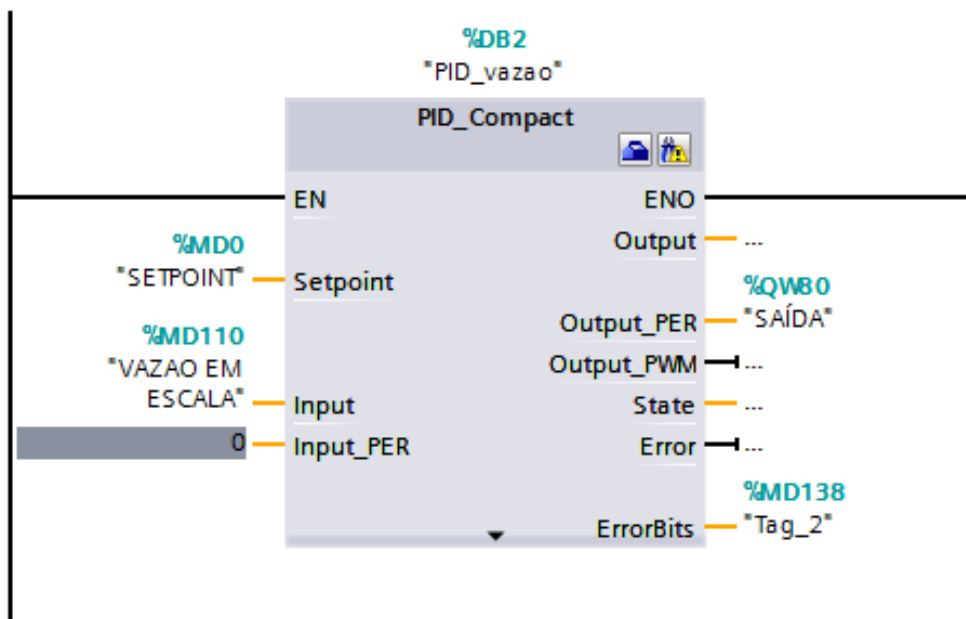 %DB2
"PID_vazao"
PID_Compact
EN
ENO
Output
...
%MD0
"SETPOINT"
Setpoint
%QW80
"SAÍDA"
Output_PER
%MD110
"VAZAO EM
ESCALA"
Output_PWM
...
Input
State
...
0
Input_PER
Error
...
%MD138
"Tag_2"
ErrorBits